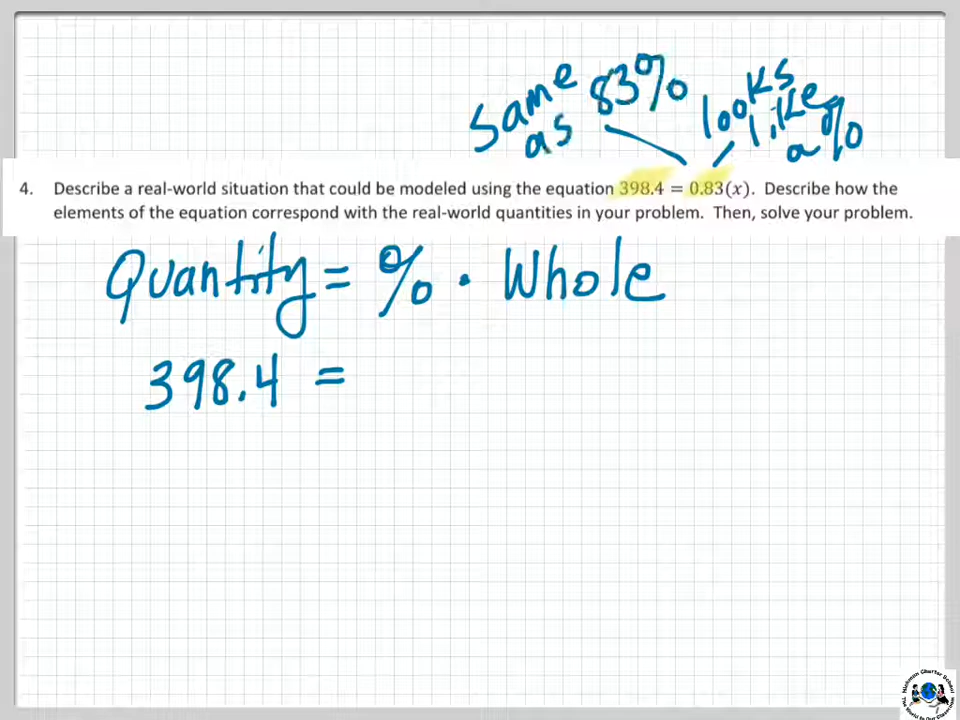 same 83% looks
as like
a %
4. Describe a real-world situation that could be modeled using the equation 398.4 = 0.83(x). Describe how the
elements of the equation correspond with the real-world quantities in your problem. Then, solve your problem.
Quantity = % · Whole
398.4 =